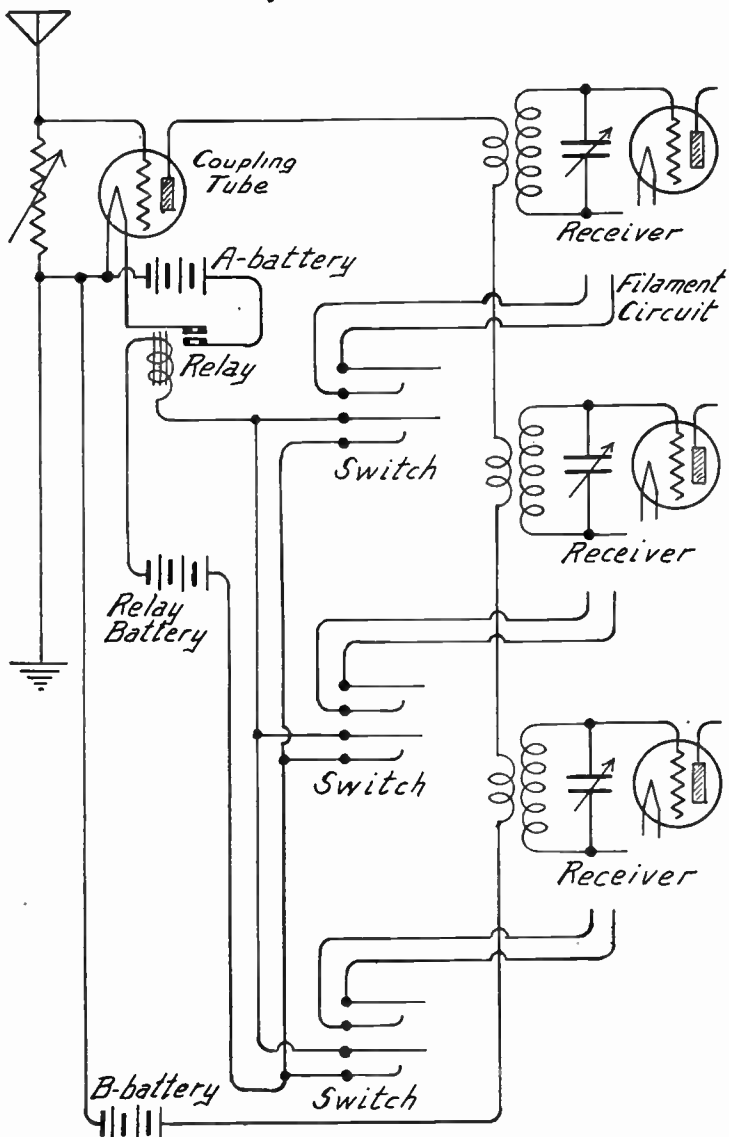 Coupling
Tube
Receiver
A-battery
Filament
Circuit
Relay
Switch
Receiver
Relay
Battery
Switch
Receiver
B-battery
Switch